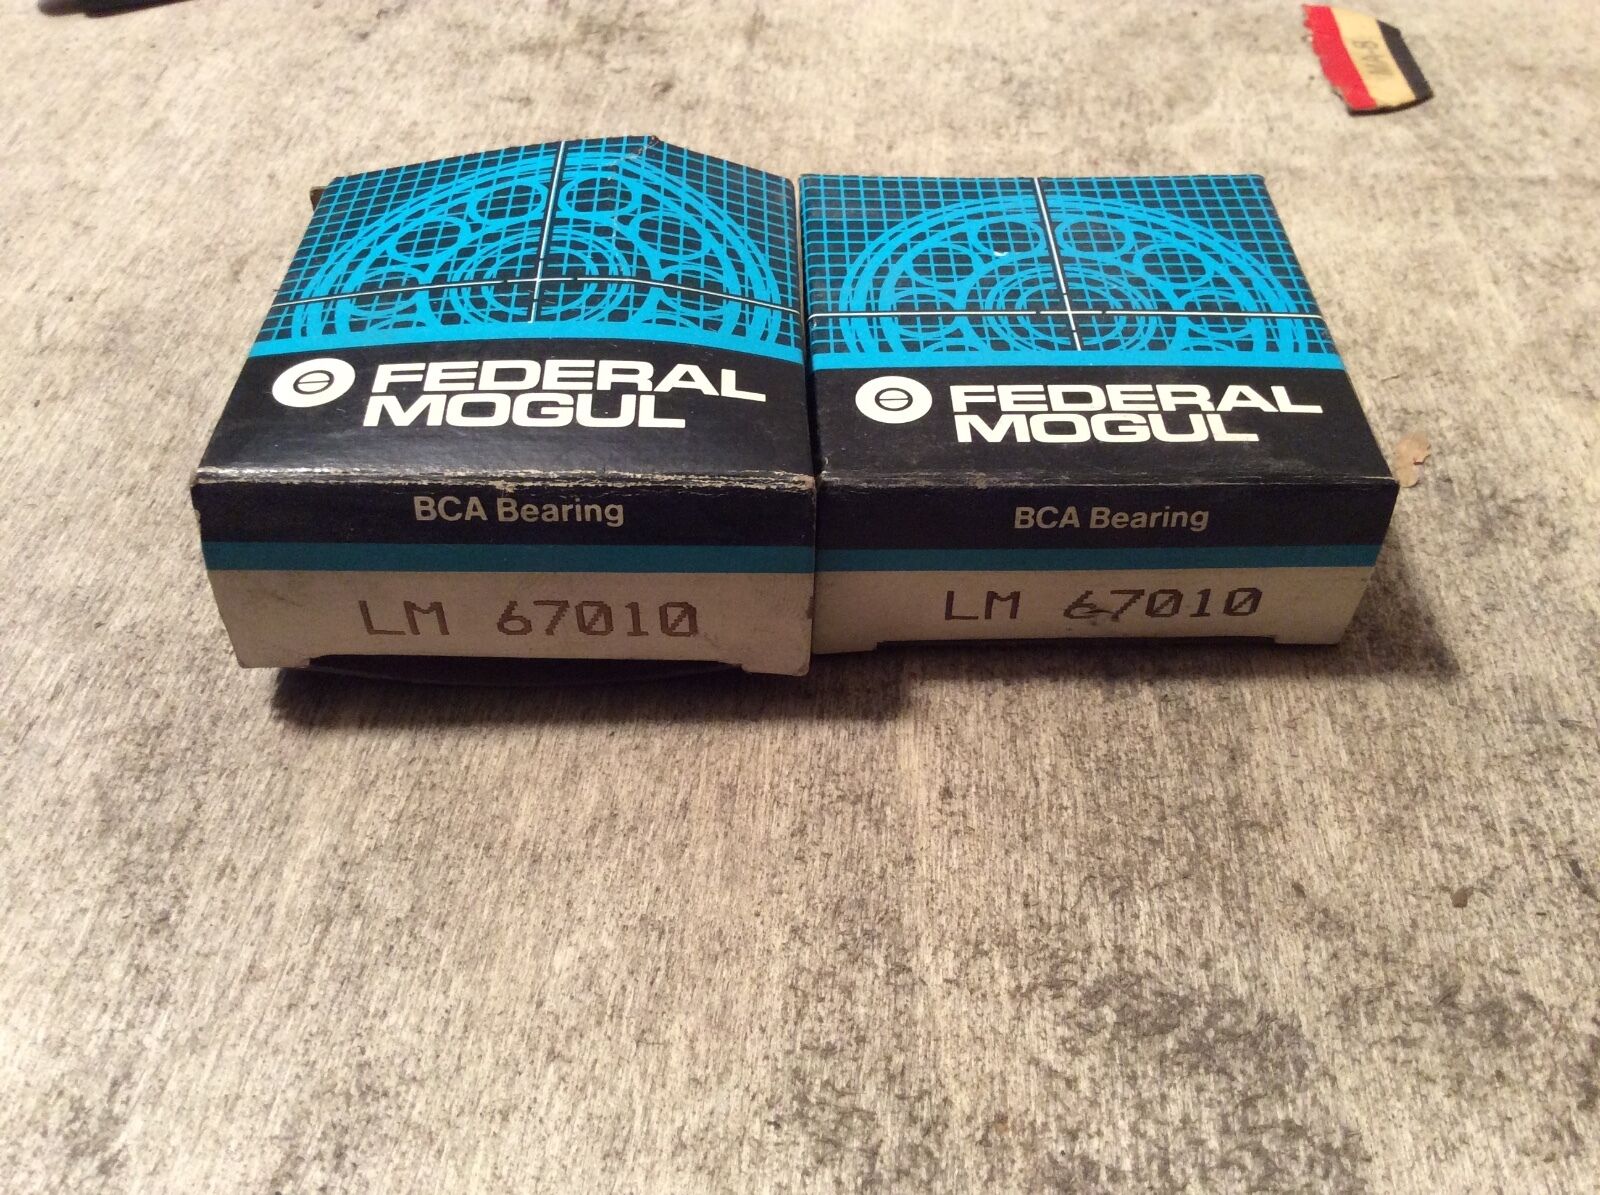 FEDERAL
MOGUL
BCA Bearing
LM 67010
FEDERAL
MOGUL
BCA Bearing
LM 67010